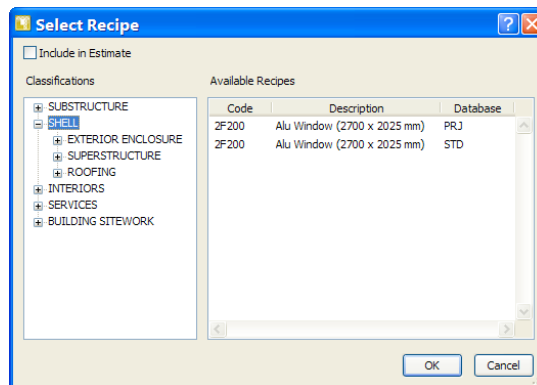 Select Recipe
Include in Estimate
Classifications
Available Recipes
SUBSTRUCTURE
SHELL
EXTERIOR ENCLOSURE
SUPERSTRUCTURE
ROOFING
INTERIORS
SERVICES
BUILDING SITEWORK
Code Description Database
2F200 Alu Window (2700 x 2025 mm) PRJ
2F200 Alu Window (2700 x 2025 mm) STD
OK Cancel